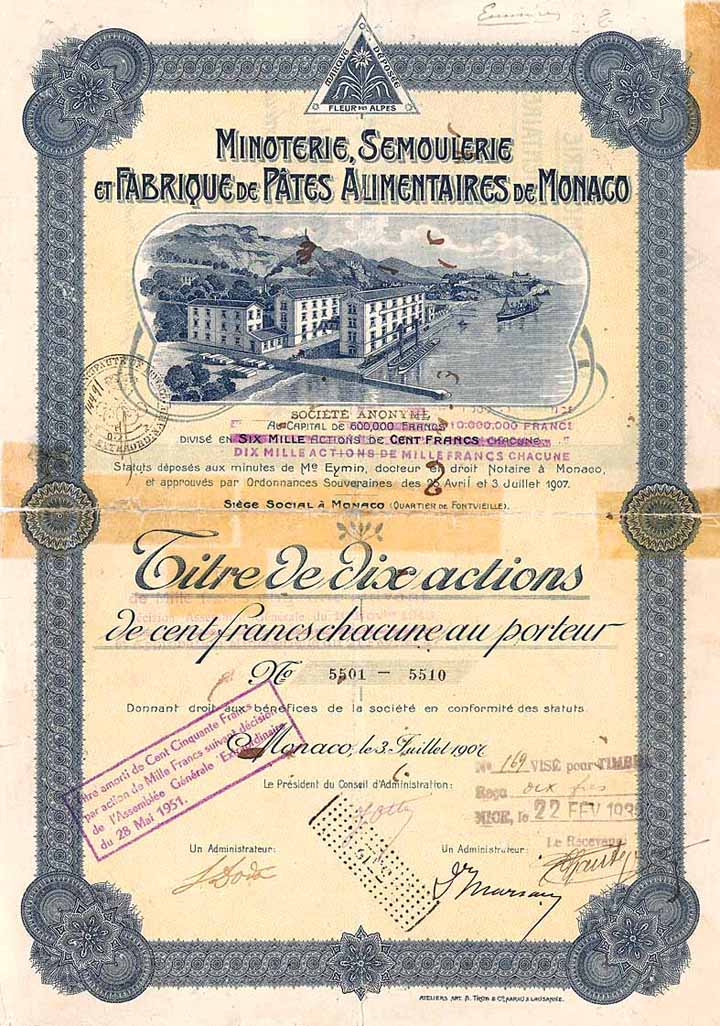 MARQUE DÉPOSÉE
FLEUR DES ALPES
MINOTERIE, SEMOULERIE
ET FABRIQUE DE PÂTES ALIMENTAIRES DE MONACO
SOCIÉTÉ ANONYME
AU CAPITAL DE 600,000 FRANCS 10.000.000 FRANCS
DIVISÉ EN SIX MILLE ACTIONS DE CENT FRANCS CHACUNE
DIX MILLE ACTIONS DE MILLE FRANCS CHACUNE
Statuts déposés aux minutes de Me Eymin, docteur en droit Notaire à Monaco,
et approuvés par Ordonnances Souveraines des 25 Avril et 3 Juillet 1907.
SIÈGE SOCIAL À MONACO (QUARTIER DE FONTVIEILLE).
Titre de dix actions
de cent francs chacune au porteur
No 5501 — 5510
Donnant droit aux bénéfices de la société en conformité des statuts
Monaco, le 3 Juillet 1907
Titre amorti de Cent Cinquante Francs
par action de Mille Francs suivant décision
de l'Assemblée Générale Extraordinaire
du 28 Mai 1951.
No 169 VISÉ pour TIMBRE
Reçu dix frcs
NICE, le 22 FEV 193
Le Receveur
Le Président du Conseil d'Administration:
Un Administrateur:
Un Administrateur:
ATELIERS ART. B. TRÜB & Cie, AARAU & LAUSANNE.